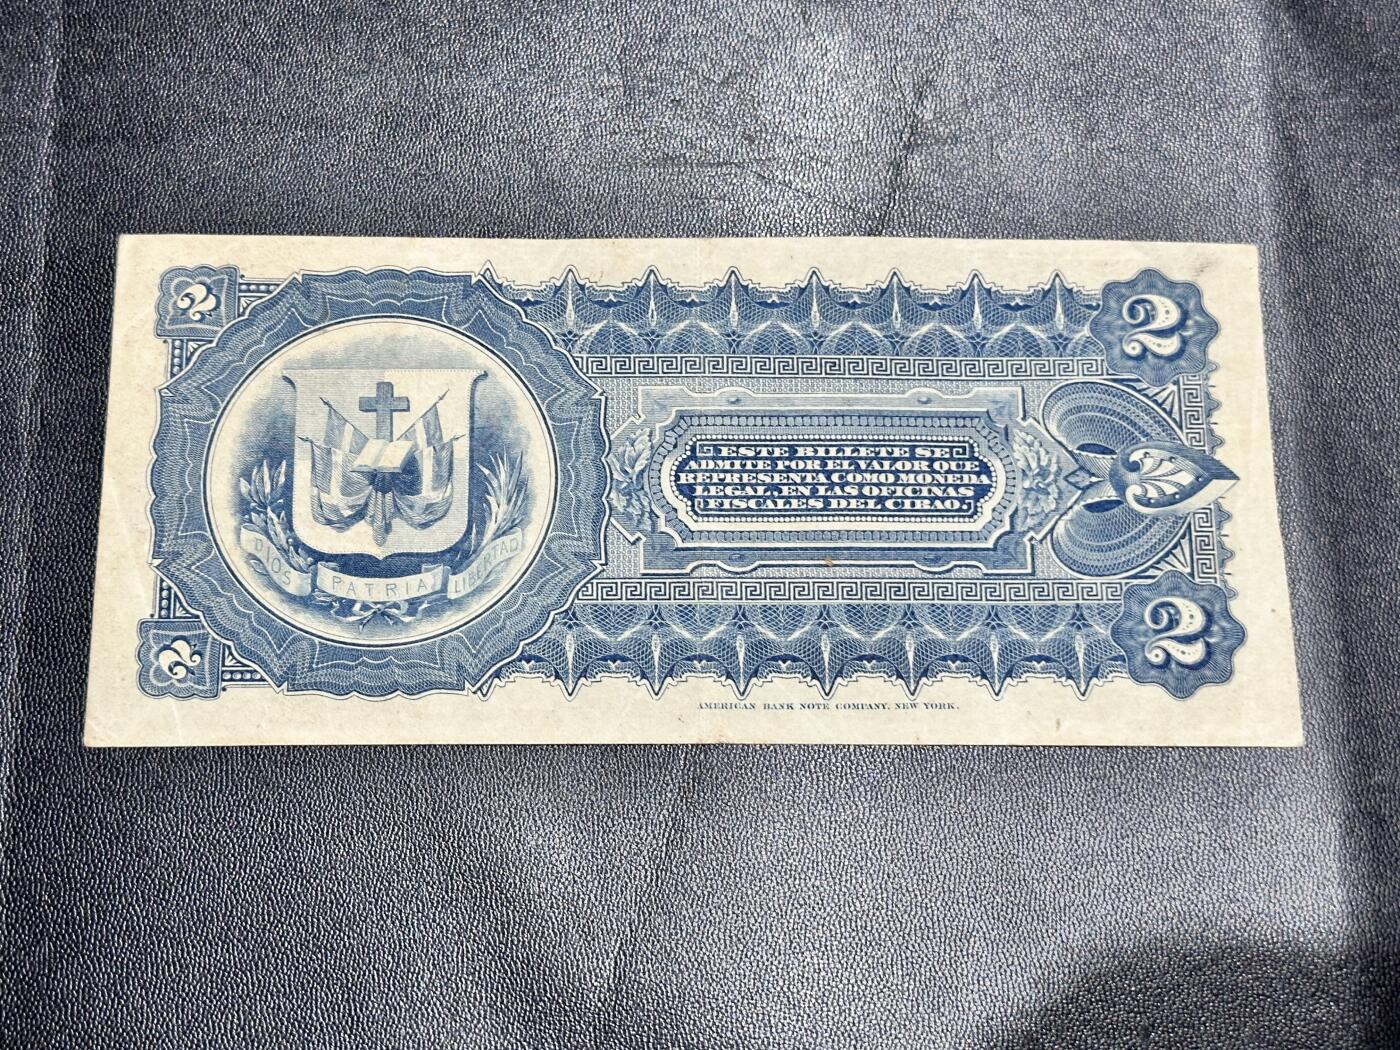 2
2
ESTE BILLETE SE
ADMITE POR EL VALOR QUE
REPRESENTA COMO MONEDA
LEGAL, EN LAS OFICINAS
FISCALES DEL CIBAO.
DIOS PATRIA LIBERTAD
2
2
AMERICAN BANK NOTE COMPANY, NEW YORK.